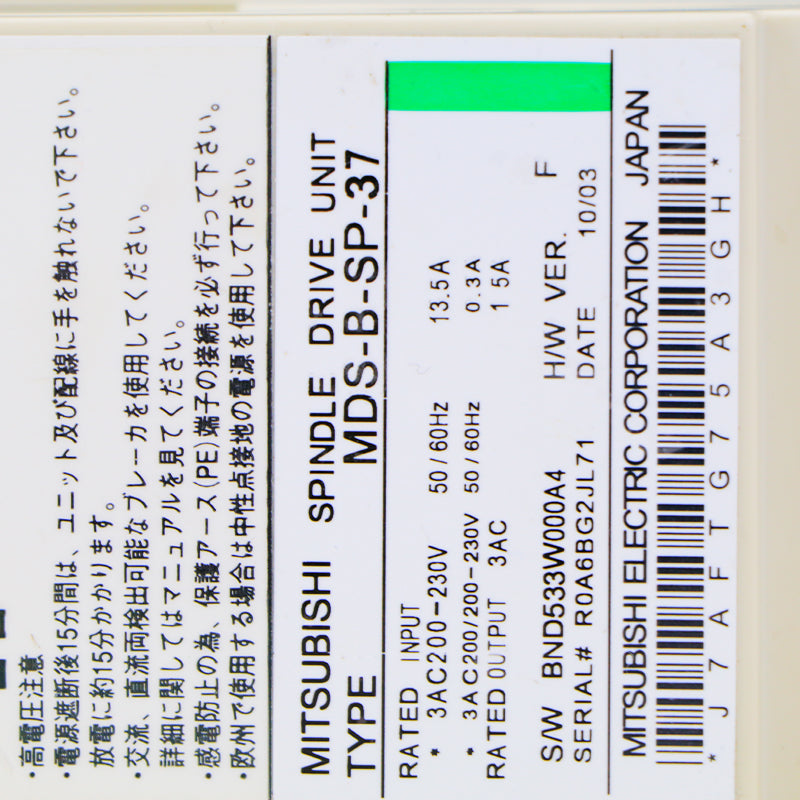 ・高電圧注意
・電源遮断後15分間は、ユニット及び配線に手を触れないで下さい。
放電に約15分かかります。
・交流、直流両検出可能なブレーカを使用してください。
詳細に関してはマニュアルを見てください。
・感電防止の為、保護アース(PE)端子の接続を必ず行って下さい。
・欧州で使用する場合は中性点接地の電源を使用して下さい。
MITSUBISHI SPINDLE DRIVE UNIT
TYPE MDS-B-SP-37
RATED INPUT
* 3AC200-230V 50/60Hz 13.5A
* 3AC200/200-230V 50/60Hz 0.3A
RATED OUTPUT 3AC 15A
S/W BND533W000A4 H/W VER. F
SERIAL# R0A6BG2JL71 DATE 10/03
MITSUBISHI ELECTRIC CORPORATION JAPAN
* J 7 A F T G 7 5 A 3 G H *